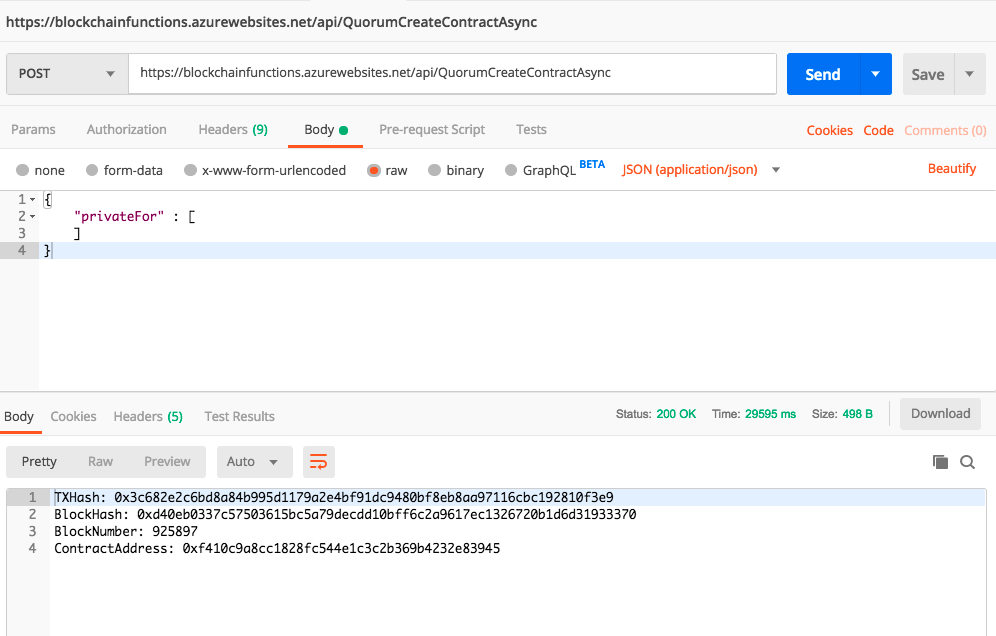 https://blockchainfunctions.azurewebsites.net/api/QuorumCreateContractAsync
POST https://blockchainfunctions.azurewebsites.net/api/QuorumCreateContractAsync Send Save
Params Authorization Headers (9) Body Pre-request Script Tests Cookies Code Comments (0)
none form-data x-www-form-urlencoded raw binary GraphQL BETA JSON (application/json) Beautify
1 {
2 "privateFor" : [
3 ]
4 }
Body Cookies Headers (5) Test Results Status: 200 OK Time: 29595 ms Size: 498 B Download
Pretty Raw Preview Auto
1 TXHash: 0x3c682e2c6bd8a84b995d1179a2e4bf91dc9480bf8eb8aa97116cbc192810f3e9
2 BlockHash: 0xd40eb0337c57503615bc5a79decdd10bff6c2a9617ec1326720b1d6d31933370
3 BlockNumber: 925897
4 ContractAddress: 0xf410c9a8cc1828fc544e1c3c2b369b4232e83945